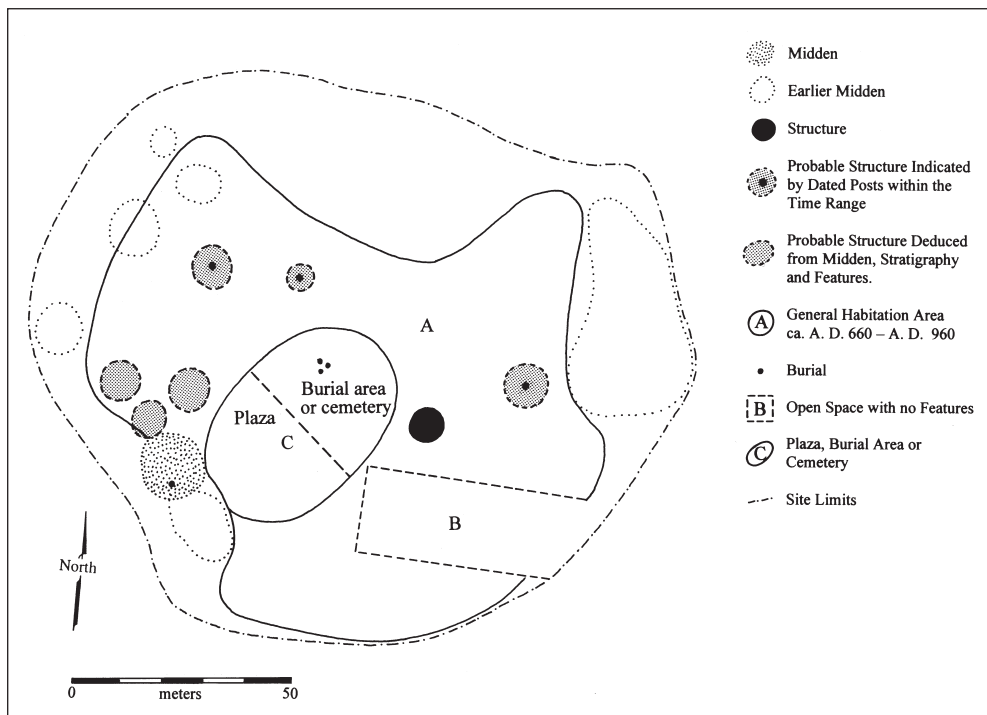 Midden
Earlier Midden
Structure
Probable Structure Indicated
by Dated Posts within the
Time Range
Probable Structure Deduced
from Midden, Stratigraphy
and Features.
A
General Habitation Area
ca. A. D. 660 – A. D. 960
Burial
B
Open Space with no Features
C
Plaza, Burial Area or
Cemetery
Site Limits
A
Burial area
or cemetery
Plaza
C
B
North
0
meters
50